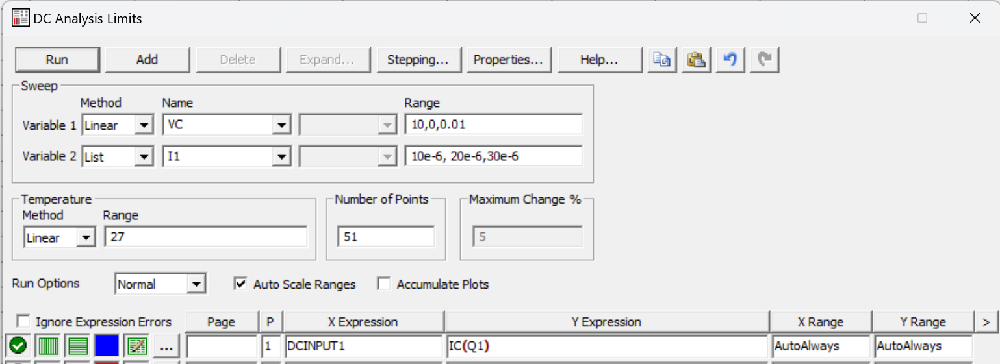 DC Analysis Limits
Run Add Delete Expand... Stepping... Properties... Help...
Sweep
Method Name Range
Variable 1 Linear VC 10,0,0.01
Variable 2 List I1 10e-6, 20e-6,30e-6
Temperature Number of Points Maximum Change %
Method Range
Linear 27 51 5
Run Options Normal Auto Scale Ranges Accumulate Plots
Ignore Expression Errors Page P X Expression Y Expression X Range Y Range >
... 1 DCINPUT1 IC(Q1) AutoAlways AutoAlways